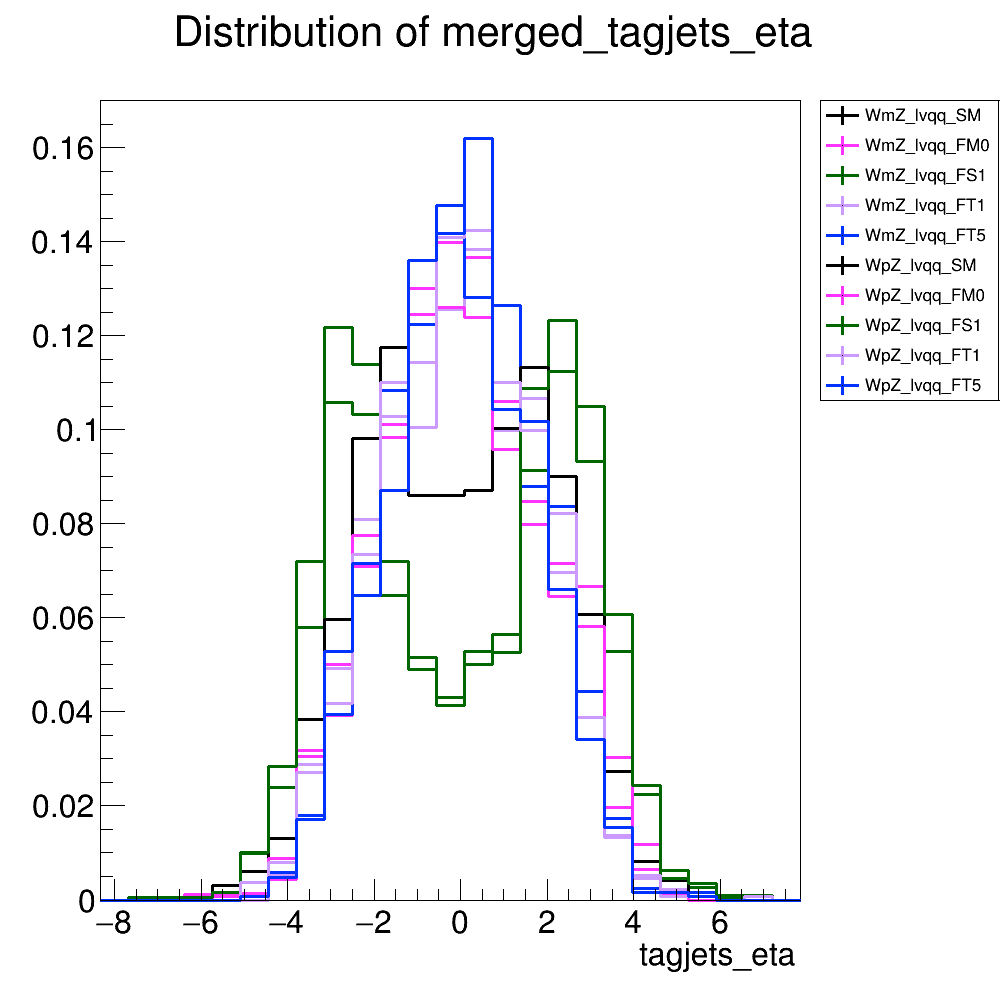 Distribution of merged_tagjets_eta
WmZ_lvqq_SM
WmZ_lvqq_FM0
WmZ_lvqq_FS1
WmZ_lvqq_FT1
WmZ_lvqq_FT5
WpZ_lvqq_SM
WpZ_lvqq_FM0
WpZ_lvqq_FS1
WpZ_lvqq_FT1
WpZ_lvqq_FT5
0.16
0.14
0.12
0.1
0.08
0.06
0.04
0.02
0
−8 −6 −4 −2 0 2 4 6
tagjets_eta